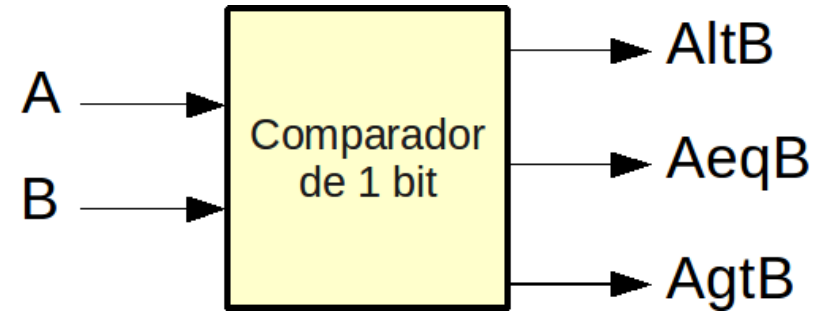 A
B
Comparador
de 1 bit
AltB
AeqB
AgtB